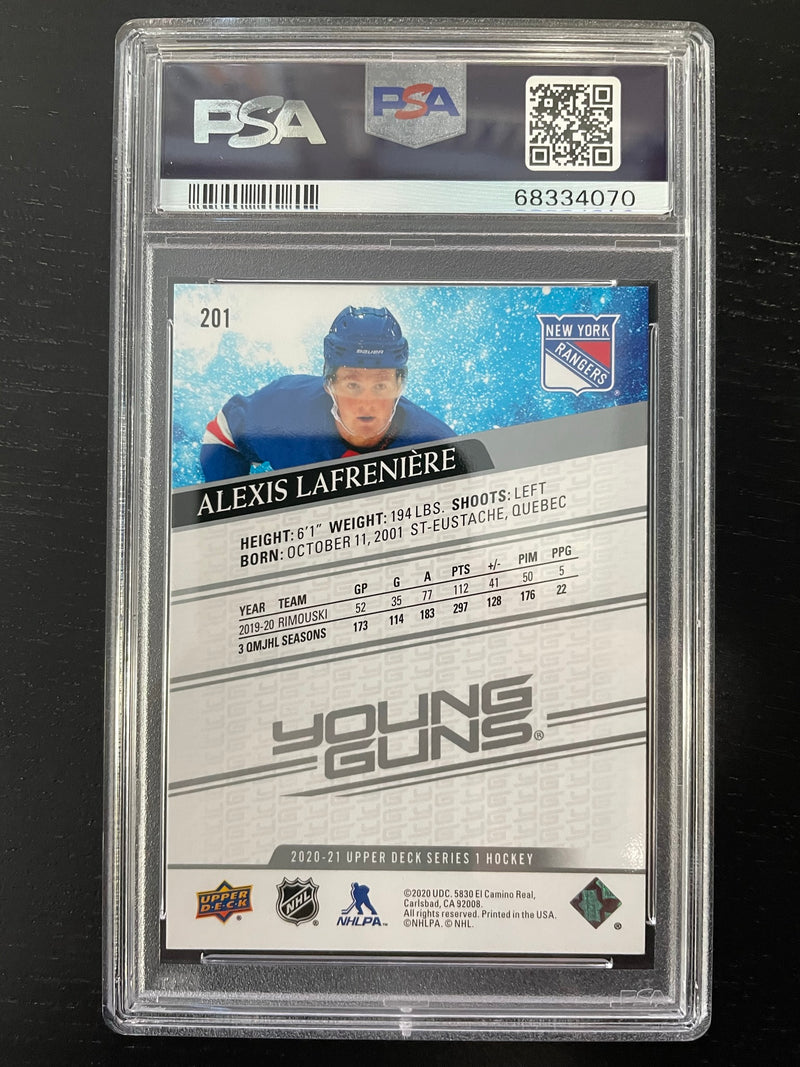 PSA
PSA
68334070
201
BAUER
NEW YORK
RANGERS
ALEXIS LAFRENIÈRE
HEIGHT: 6'1" WEIGHT: 194 LBS. SHOOTS: LEFT
BORN: OCTOBER 11, 2001 ST-EUSTACHE, QUEBEC
YEAR TEAM GP G A PTS +/- PIM PPG
2019-20 RIMOUSKI 52 35 77 112 41 50 5
3 QMJHL SEASONS 173 114 183 297 128 176 22
YOUNG
GUNS®
2020-21 UPPER DECK SERIES 1 HOCKEY
UPPER
DECK
®
NHL
®
NHLPA
©2020 UDC. 5830 El Camino Real,
Carlsbad, CA 92008.
All rights reserved. Printed in the USA.
©NHLPA. © NHL.
®
PSA